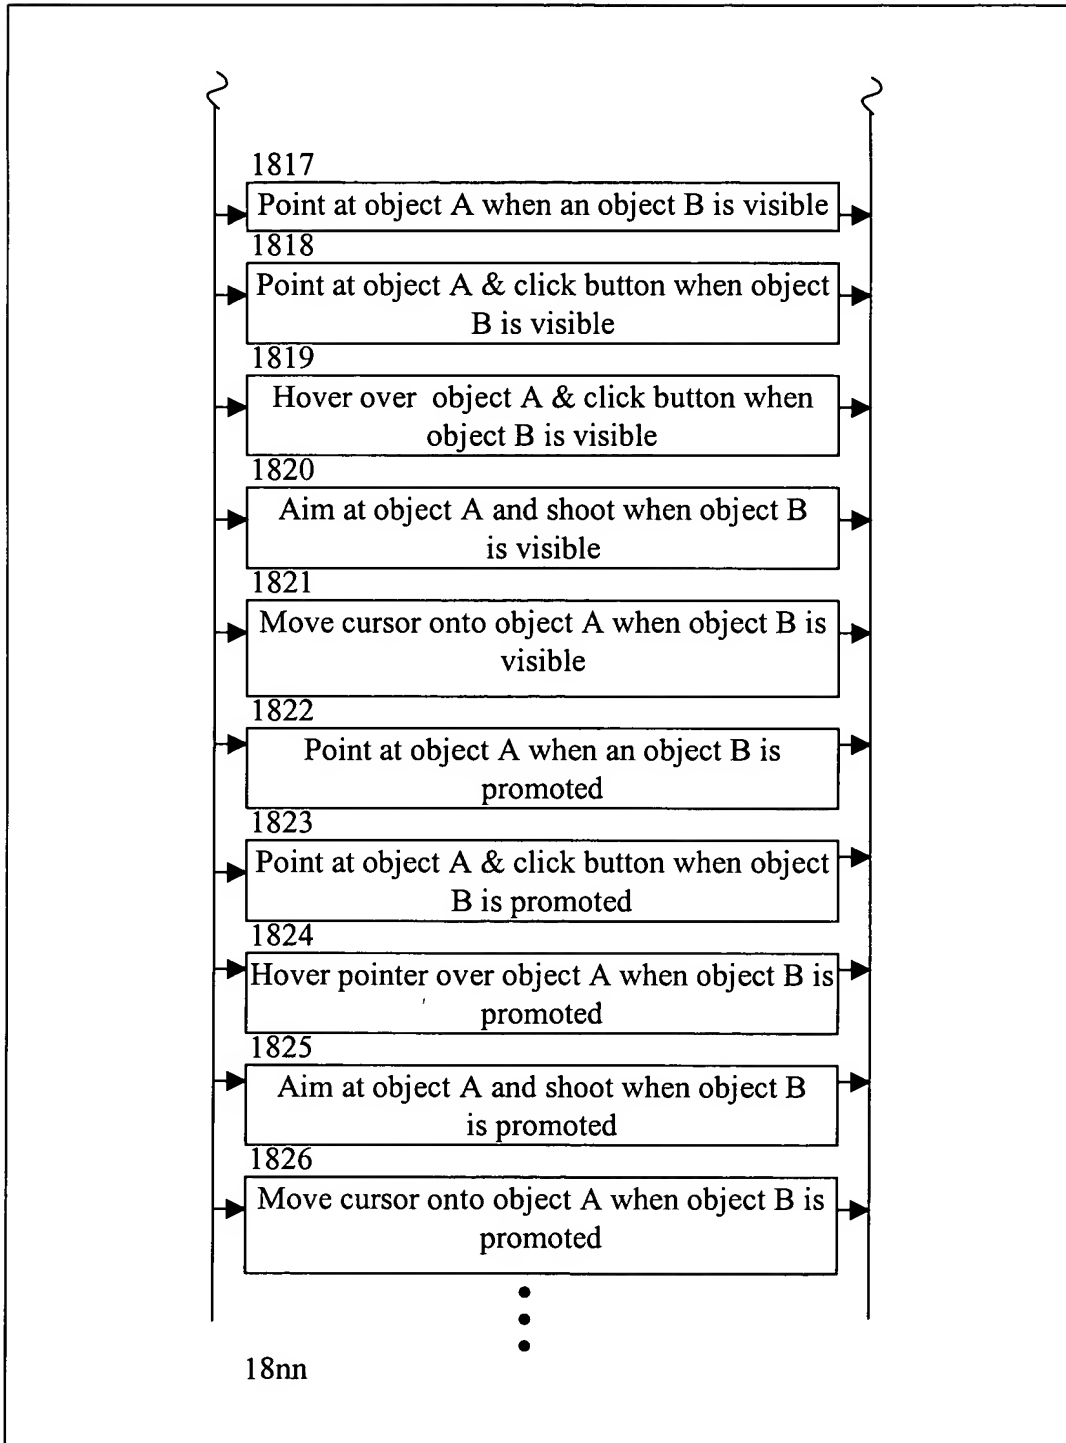 1817
Point at object A when an object B is visible
1818
Point at object A & click button when object
B is visible
1819
Hover over object A & click button when
object B is visible
1820
Aim at object A and shoot when object B
is visible
1821
Move cursor onto object A when object B is
visible
1822
Point at object A when an object B is
promoted
1823
Point at object A & click button when object
B is promoted
1824
Hover pointer over object A when object B is
promoted
1825
Aim at object A and shoot when object B
is promoted
1826
Move cursor onto object A when object B is
promoted
18nn